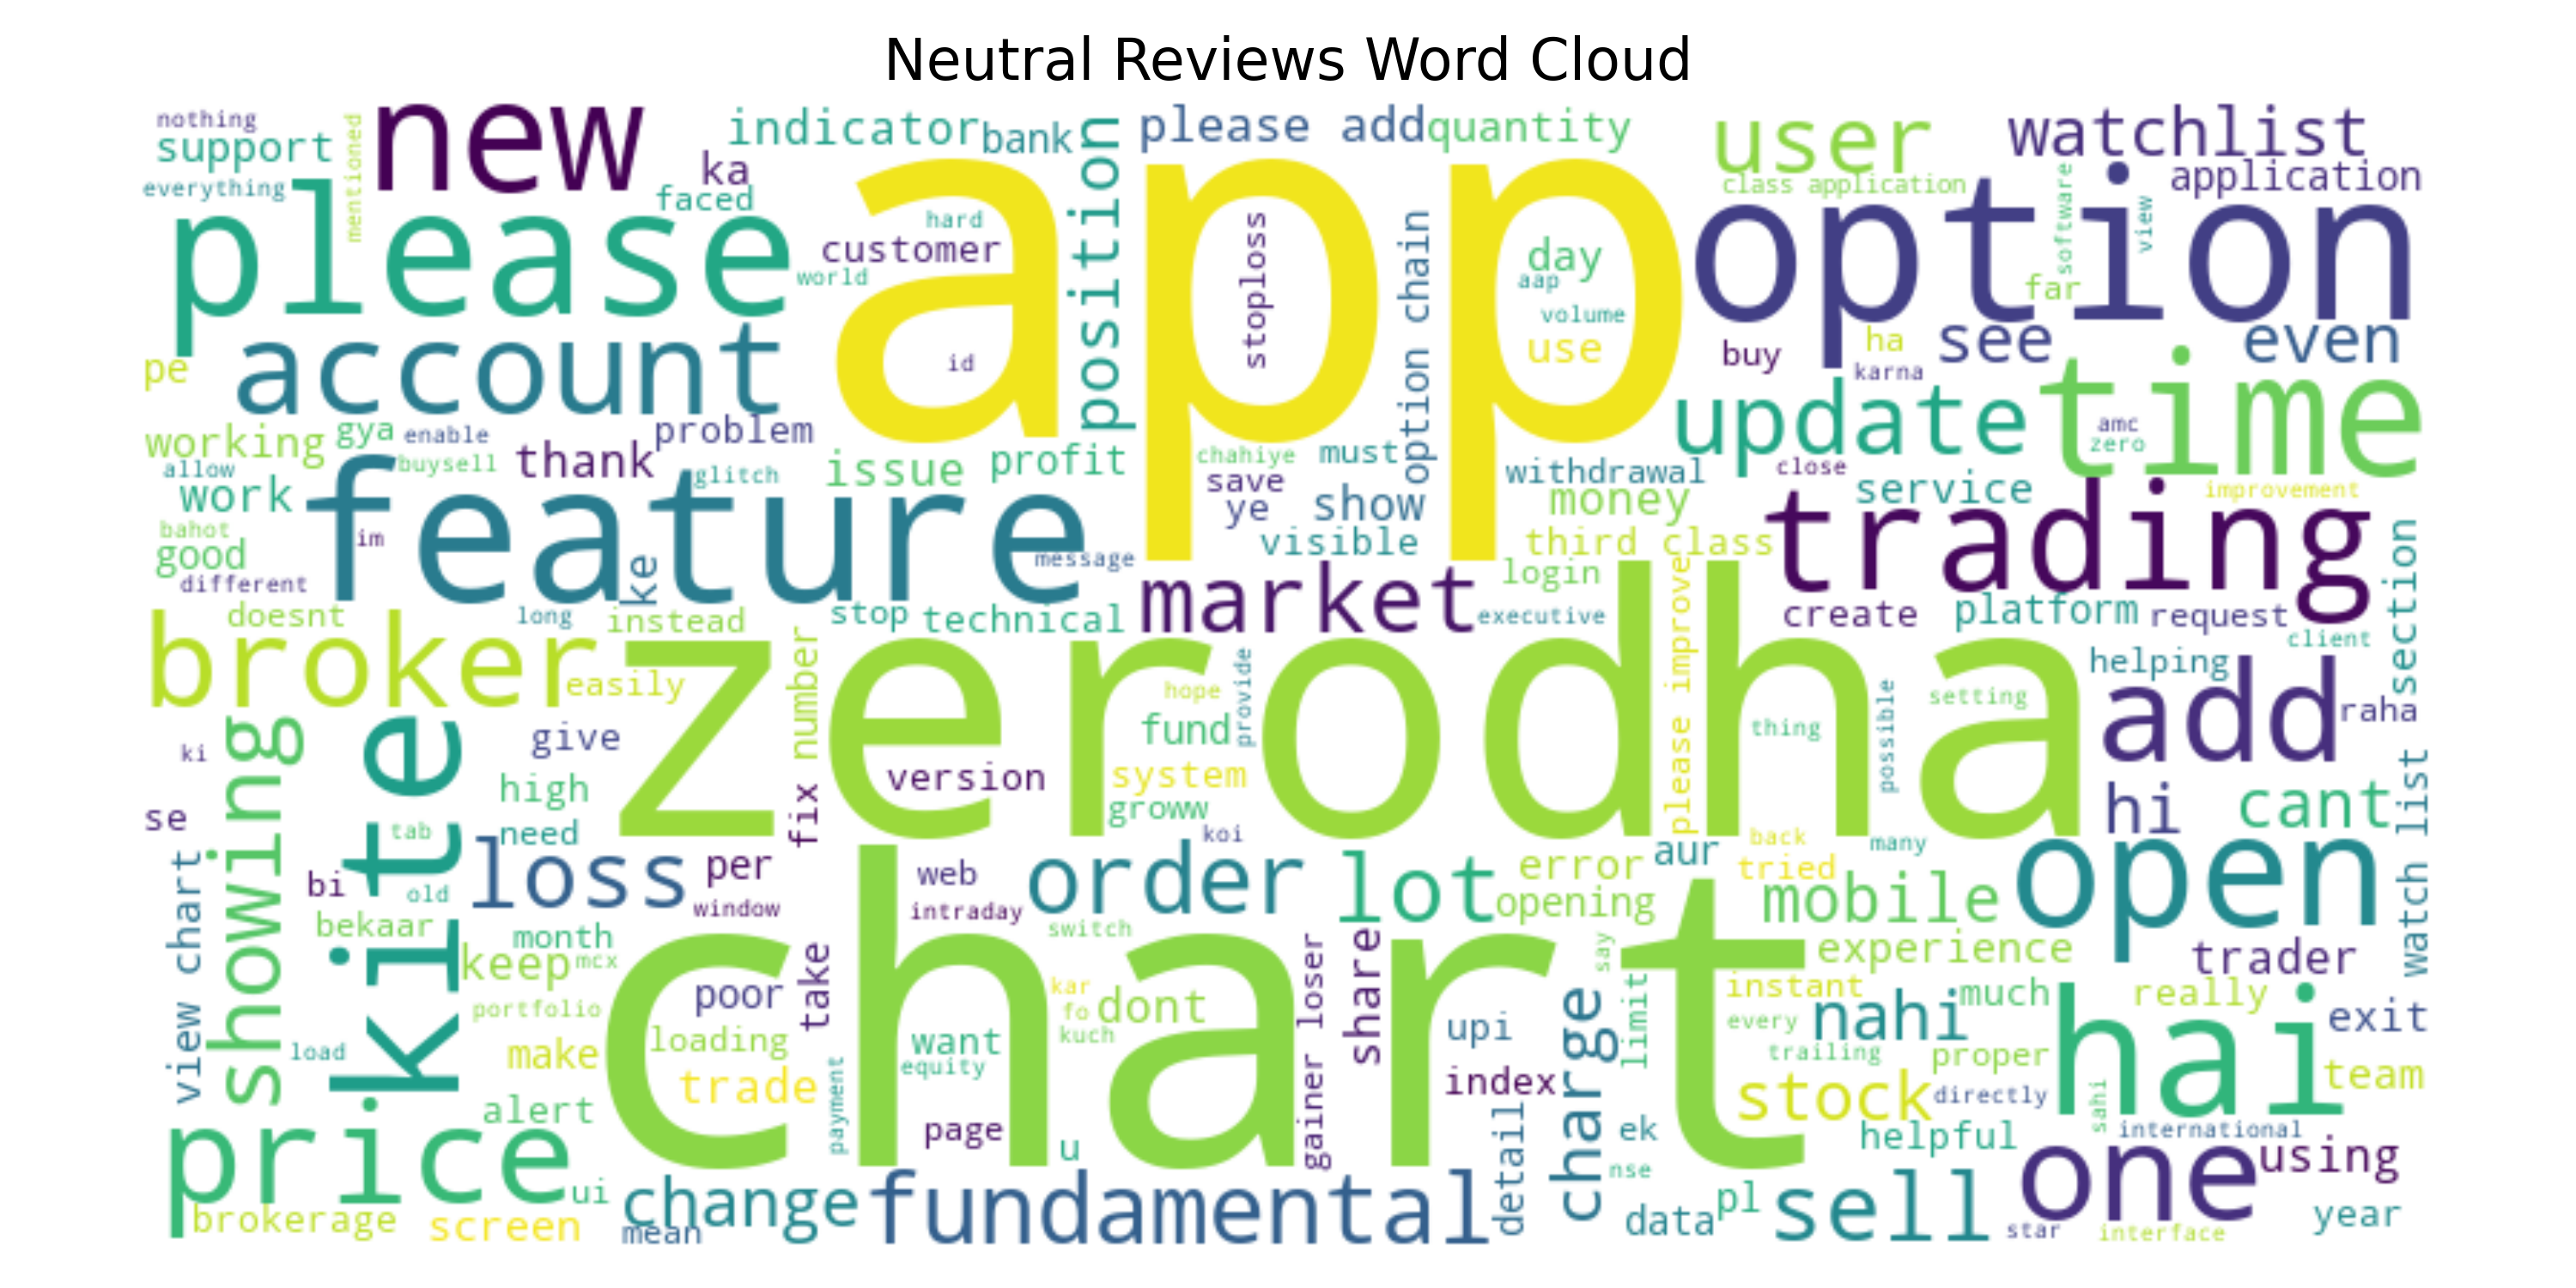 Neutral Reviews Word Cloud
nothing
support
everything
mentioned
new
indicator
bank
ka
faced
position
please add
quantity
user
watchlist
class application
application
software
view
please
app
option
hard
customer
world
id
stoploss
option chain
day
aap
volume
use
far
buy
ha
karna
see
even
pe
account
update
time
amc
zero
working
gya
enable
problem
allow
buysell
thank
glitch
issue
profit
chahiye
must
save
ye
show
withdrawal
money
close
service
improvement
work
feature
bahot
good
im
different
ke
message
visible
third class
trading
section
login
market
executive
doesnt
long
instead
stop
technical
create
platform
request
client
broker
easily
zerodha
number
hope
provide
fund
please improve
thing
possible
setting
helping
add
raha
ki
showing
kite
give
high
version
system
groww
fix
hi
cant
watch list
se
tab
need
koi
back
many
view chart
bi
old
loss
per
window
web
intraday
order
lot
error
opening
aur
tried
mobile
open
bekaar
month
keep
mcx
switch
chart
say
experience
trader
portfolio
poor
take
kar
fo
dont
kuch
gainer loser
share
limit
instant
nahi
much
really
exit
load
make
loading
want
equity
upi
charge
every
trailing
proper
hai
team
trade
payment
index
stock
directly
sahi
international
alert
page
u
detail
ek
nse
helpful
one
using
price
ui
brokerage
screen
change
mean
fundamental
data
pl
sell
star
interface
year